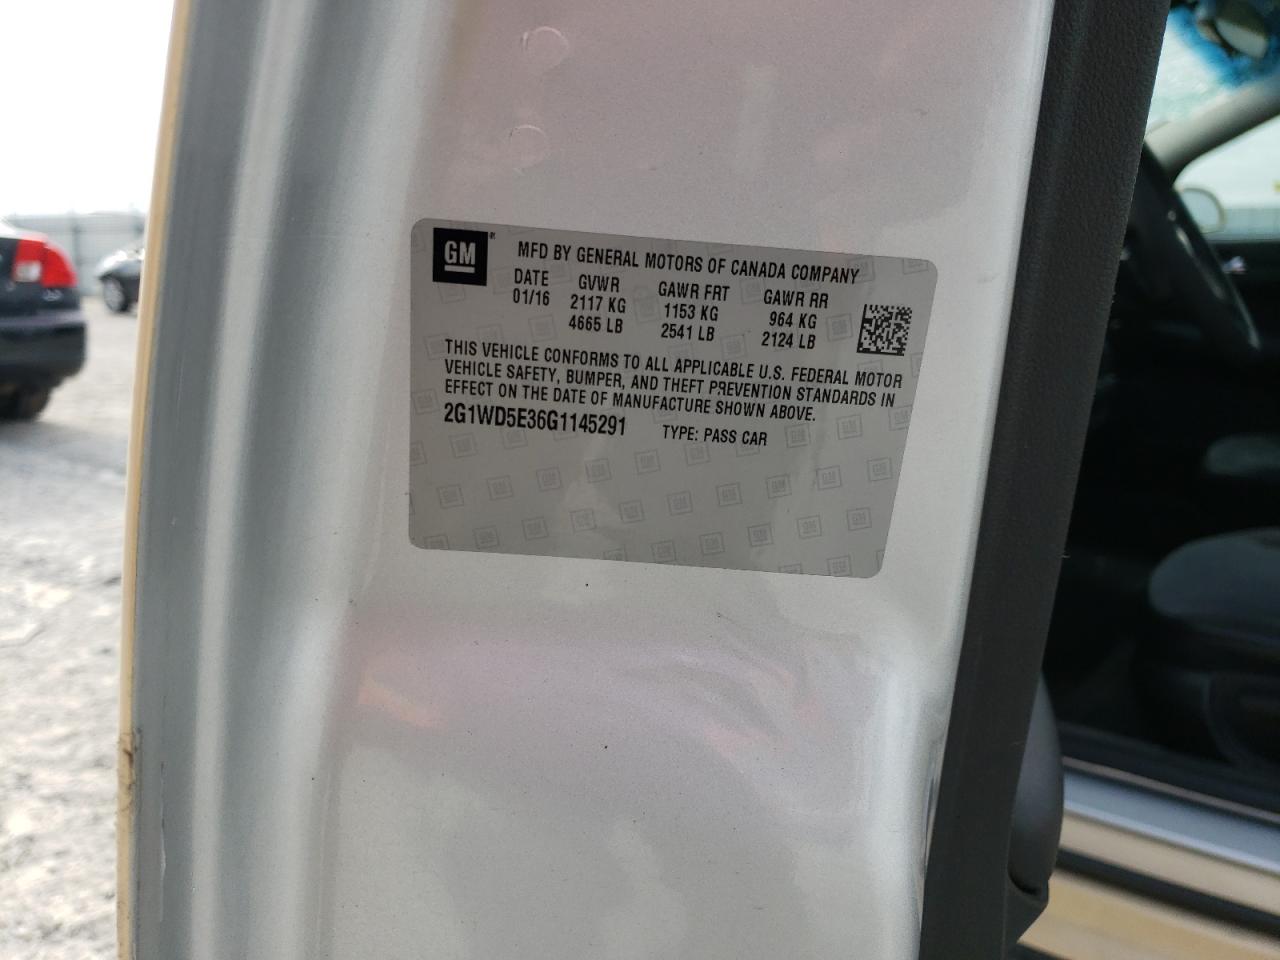 GM
MFD BY GENERAL MOTORS OF CANADA COMPANY
DATE GVWR GAWR FRT GAWR RR
01/16 2117 KG 1153 KG 964 KG
4665 LB 2541 LB 2124 LB
THIS VEHICLE CONFORMS TO ALL APPLICABLE U.S. FEDERAL MOTOR
VEHICLE SAFETY, BUMPER, AND THEFT PREVENTION STANDARDS IN
EFFECT ON THE DATE OF MANUFACTURE SHOWN ABOVE.
2G1WD5E36G1145291 TYPE: PASS CAR